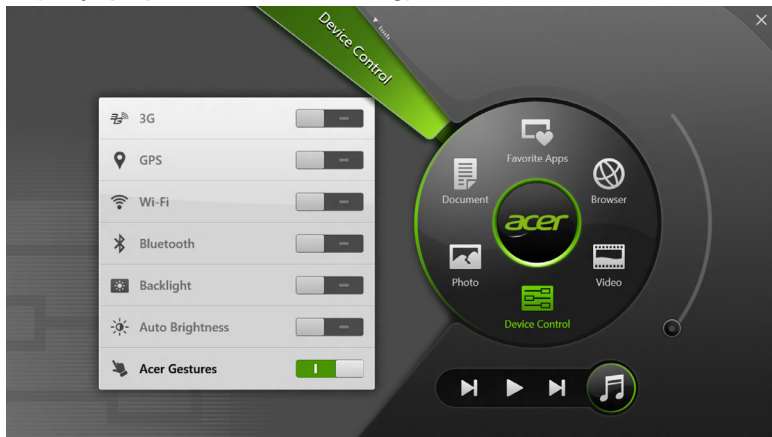 Device Control
3G
GPS
Wi-Fi
Bluetooth
Backlight
Auto Brightness
Acer Gestures
Favorite Apps
Document
Browser
acer
Photo
Video
Device Control